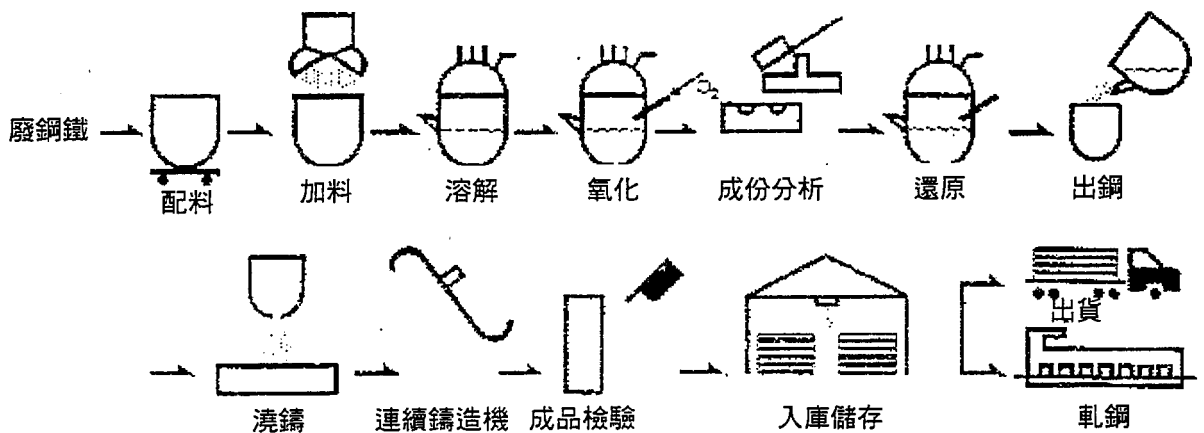 廢鋼鐵
配料
加料
溶解
氧化
O₂
成份分析
還原
出鋼
澆鑄
連續鑄造機
成品檢驗
入庫儲存
出貨
軋鋼